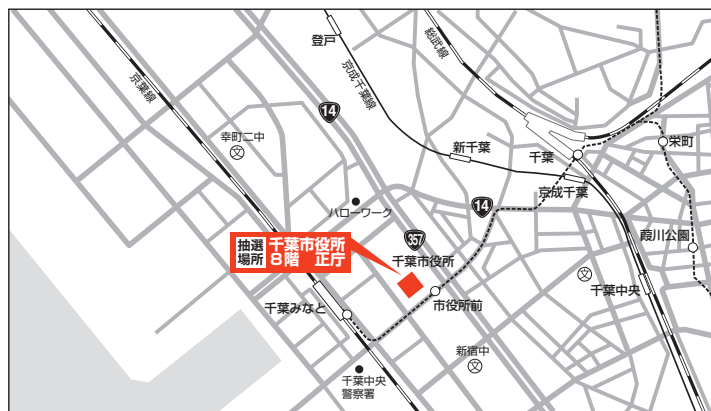 登戸
総武線
京成千葉線
京葉線
14
幸町二中
文
新千葉
千葉
栄町
京成千葉
ハローワーク
14
357
葭川公園
抽選
場所
千葉市役所
8階 正庁
千葉市役所
文
千葉中央
千葉みなと
市役所前
新宿中
文
千葉中央
警察署